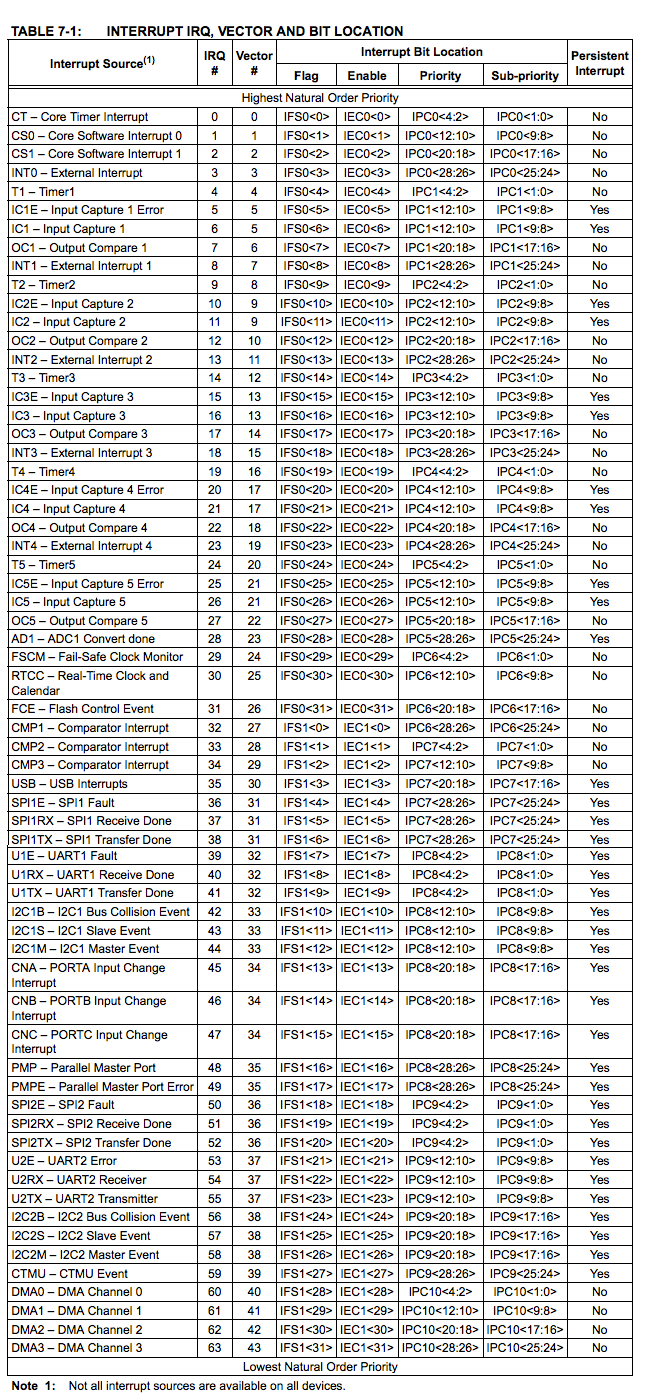 TABLE 7-1: INTERRUPT IRQ, VECTOR AND BIT LOCATION
Interrupt Source(1) IRQ # Vector # Interrupt Bit Location Persistent Interrupt
Flag Enable Priority Sub-priority
Highest Natural Order Priority
CT – Core Timer Interrupt 0 0 IFS0<0> IEC0<0> IPC0<4:2> IPC0<1:0> No
CS0 – Core Software Interrupt 0 1 1 IFS0<1> IEC0<1> IPC0<12:10> IPC0<9:8> No
CS1 – Core Software Interrupt 1 2 2 IFS0<2> IEC0<2> IPC0<20:18> IPC0<17:16> No
INT0 – External Interrupt 3 3 IFS0<3> IEC0<3> IPC0<28:26> IPC0<25:24> No
T1 – Timer1 4 4 IFS0<4> IEC0<4> IPC1<4:2> IPC1<1:0> No
IC1E – Input Capture 1 Error 5 5 IFS0<5> IEC0<5> IPC1<12:10> IPC1<9:8> Yes
IC1 – Input Capture 1 6 5 IFS0<6> IEC0<6> IPC1<12:10> IPC1<9:8> Yes
OC1 – Output Compare 1 7 6 IFS0<7> IEC0<7> IPC1<20:18> IPC1<17:16> No
INT1 – External Interrupt 1 8 7 IFS0<8> IEC0<8> IPC1<28:26> IPC1<25:24> No
T2 – Timer2 9 8 IFS0<9> IEC0<9> IPC2<4:2> IPC2<1:0> No
IC2E – Input Capture 2 10 9 IFS0<10> IEC0<10> IPC2<12:10> IPC2<9:8> Yes
IC2 – Input Capture 2 11 9 IFS0<11> IEC0<11> IPC2<12:10> IPC2<9:8> Yes
OC2 – Output Compare 2 12 10 IFS0<12> IEC0<12> IPC2<20:18> IPC2<17:16> No
INT2 – External Interrupt 2 13 11 IFS0<13> IEC0<13> IPC2<28:26> IPC2<25:24> No
T3 – Timer3 14 12 IFS0<14> IEC0<14> IPC3<4:2> IPC3<1:0> No
IC3E – Input Capture 3 15 13 IFS0<15> IEC0<15> IPC3<12:10> IPC3<9:8> Yes
IC3 – Input Capture 3 16 13 IFS0<16> IEC0<16> IPC3<12:10> IPC3<9:8> Yes
OC3 – Output Compare 3 17 14 IFS0<17> IEC0<17> IPC3<20:18> IPC3<17:16> No
INT3 – External Interrupt 3 18 15 IFS0<18> IEC0<18> IPC3<28:26> IPC3<25:24> No
T4 – Timer4 19 16 IFS0<19> IEC0<19> IPC4<4:2> IPC4<1:0> No
IC4E – Input Capture 4 Error 20 17 IFS0<20> IEC0<20> IPC4<12:10> IPC4<9:8> Yes
IC4 – Input Capture 4 21 17 IFS0<21> IEC0<21> IPC4<12:10> IPC4<9:8> Yes
OC4 – Output Compare 4 22 18 IFS0<22> IEC0<22> IPC4<20:18> IPC4<17:16> No
INT4 – External Interrupt 4 23 19 IFS0<23> IEC0<23> IPC4<28:26> IPC4<25:24> No
T5 – Timer5 24 20 IFS0<24> IEC0<24> IPC5<4:2> IPC5<1:0> No
IC5E – Input Capture 5 Error 25 21 IFS0<25> IEC0<25> IPC5<12:10> IPC5<9:8> Yes
IC5 – Input Capture 5 26 21 IFS0<26> IEC0<26> IPC5<12:10> IPC5<9:8> Yes
OC5 – Output Compare 5 27 22 IFS0<27> IEC0<27> IPC5<20:18> IPC5<17:16> No
AD1 – ADC1 Convert done 28 23 IFS0<28> IEC0<28> IPC5<28:26> IPC5<25:24> Yes
FSCM – Fail-Safe Clock Monitor 29 24 IFS0<29> IEC0<29> IPC6<4:2> IPC6<1:0> No
RTCC – Real-Time Clock and 30 25 IFS0<30> IEC0<30> IPC6<12:10> IPC6<9:8> No
Calendar
FCE – Flash Control Event 31 26 IFS0<31> IEC0<31> IPC6<20:18> IPC6<17:16> No
CMP1 – Comparator Interrupt 32 27 IFS1<0> IEC1<0> IPC6<28:26> IPC6<25:24> No
CMP2 – Comparator Interrupt 33 28 IFS1<1> IEC1<1> IPC7<4:2> IPC7<1:0> No
CMP3 – Comparator Interrupt 34 29 IFS1<2> IEC1<2> IPC7<12:10> IPC7<9:8> No
USB – USB Interrupts 35 30 IFS1<3> IEC1<3> IPC7<20:18> IPC7<17:16> Yes
SPI1E – SPI1 Fault 36 31 IFS1<4> IEC1<4> IPC7<28:26> IPC7<25:24> Yes
SPI1RX – SPI1 Receive Done 37 31 IFS1<5> IEC1<5> IPC7<28:26> IPC7<25:24> Yes
SPI1TX – SPI1 Transfer Done 38 31 IFS1<6> IEC1<6> IPC7<28:26> IPC7<25:24> Yes
U1E – UART1 Fault 39 32 IFS1<7> IEC1<7> IPC8<4:2> IPC8<1:0> Yes
U1RX – UART1 Receive Done 40 32 IFS1<8> IEC1<8> IPC8<4:2> IPC8<1:0> Yes
U1TX – UART1 Transfer Done 41 32 IFS1<9> IEC1<9> IPC8<4:2> IPC8<1:0> Yes
I2C1B – I2C1 Bus Collision Event 42 33 IFS1<10> IEC1<10> IPC8<12:10> IPC8<9:8> Yes
I2C1S – I2C1 Slave Event 43 33 IFS1<11> IEC1<11> IPC8<12:10> IPC8<9:8> Yes
I2C1M – I2C1 Master Event 44 33 IFS1<12> IEC1<12> IPC8<12:10> IPC8<9:8> Yes
CNA – PORTA Input Change 45 34 IFS1<13> IEC1<13> IPC8<20:18> IPC8<17:16> Yes
Interrupt
CNB – PORTB Input Change 46 34 IFS1<14> IEC1<14> IPC8<20:18> IPC8<17:16> Yes
Interrupt
CNC – PORTC Input Change 47 34 IFS1<15> IEC1<15> IPC8<20:18> IPC8<17:16> Yes
Interrupt
PMP – Parallel Master Port 48 35 IFS1<16> IEC1<16> IPC8<28:26> IPC8<25:24> Yes
PMPE – Parallel Master Port Error 49 35 IFS1<17> IEC1<17> IPC8<28:26> IPC8<25:24> Yes
SPI2E – SPI2 Fault 50 36 IFS1<18> IEC1<18> IPC9<4:2> IPC9<1:0> Yes
SPI2RX – SPI2 Receive Done 51 36 IFS1<19> IEC1<19> IPC9<4:2> IPC9<1:0> Yes
SPI2TX – SPI2 Transfer Done 52 36 IFS1<20> IEC1<20> IPC9<4:2> IPC9<1:0> Yes
U2E – UART2 Error 53 37 IFS1<21> IEC1<21> IPC9<12:10> IPC9<9:8> Yes
U2RX – UART2 Receiver 54 37 IFS1<22> IEC1<22> IPC9<12:10> IPC9<9:8> Yes
U2TX – UART2 Transmitter 55 37 IFS1<23> IEC1<23> IPC9<12:10> IPC9<9:8> Yes
I2C2B – I2C2 Bus Collision Event 56 38 IFS1<24> IEC1<24> IPC9<20:18> IPC9<17:16> Yes
I2C2S – I2C2 Slave Event 57 38 IFS1<25> IEC1<25> IPC9<20:18> IPC9<17:16> Yes
I2C2M – I2C2 Master Event 58 38 IFS1<26> IEC1<26> IPC9<20:18> IPC9<17:16> Yes
CTMU – CTMU Event 59 39 IFS1<27> IEC1<27> IPC9<28:26> IPC9<25:24> Yes
DMA0 – DMA Channel 0 60 40 IFS1<28> IEC1<28> IPC10<4:2> IPC10<1:0> No
DMA1 – DMA Channel 1 61 41 IFS1<29> IEC1<29> IPC10<12:10> IPC10<9:8> No
DMA2 – DMA Channel 2 62 42 IFS1<30> IEC1<30> IPC10<20:18> IPC10<17:16> No
DMA3 – DMA Channel 3 63 43 IFS1<31> IEC1<31> IPC10<28:26> IPC10<25:24> No
Lowest Natural Order Priority
Note 1: Not all interrupt sources are available on all devices.